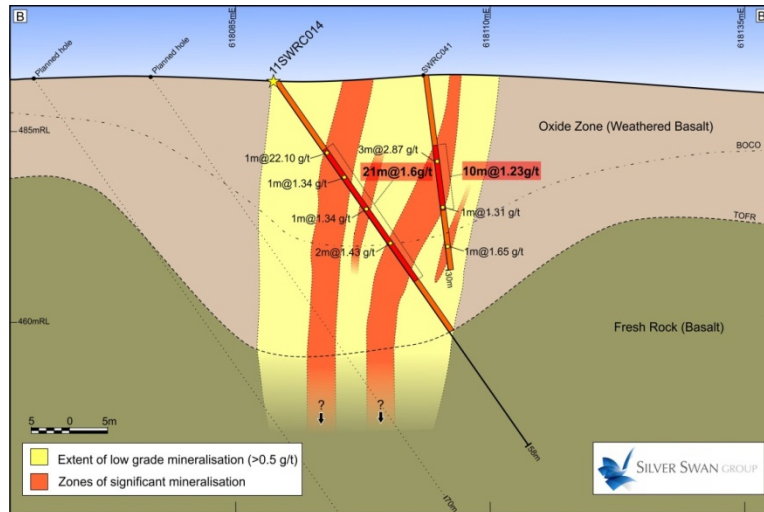 B
618085mE
618110mE
618135mE
B
Planned hole
Planned hole
11SWRC014
SWRC041
485mRL
Oxide Zone (Weathered Basalt)
BOCO
1m@22.10 g/t
3m@2.87 g/t
21m@1.6g/t
10m@1.23g/t
1m@1.34 g/t
1m@1.34 g/t
1m@1.31 g/t
TOFR
2m@1.43 g/t
1m@1.65 g/t
30m
460mRL
Fresh Rock (Basalt)
? ?
5 0 5m
58m
Extent of low grade mineralisation (>0.5 g/t)
Zones of significant mineralisation
170m
SILVER SWAN GROUP